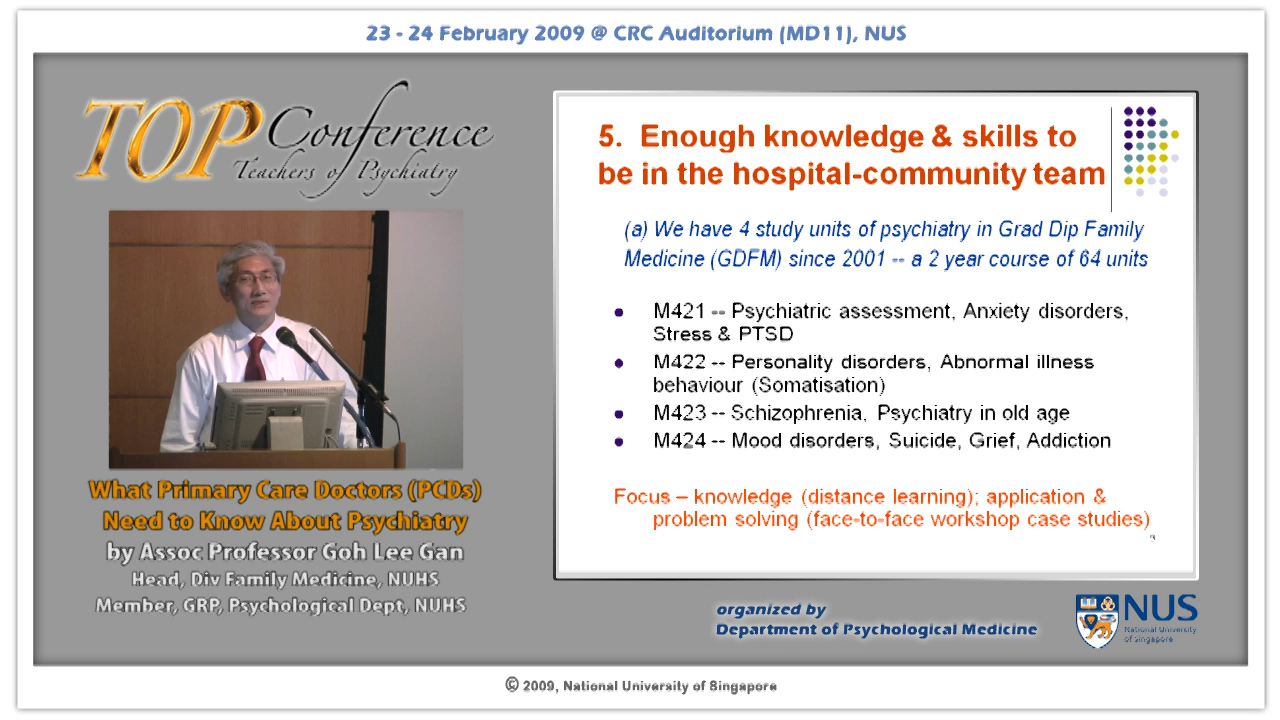 23 - 24 February 2009 @ CRC Auditorium (MD11), NUS
TOP Conference
Teachers of Psychiatry
What Primary Care Doctors (PCDs)
Need to Know About Psychiatry
by Assoc Professor Goh Lee Gan
Head, Div Family Medicine, NUHS
Member, GRP, Psychological Dept, NUHS
5. Enough knowledge & skills to
be in the hospital-community team
(a) We have 4 study units of psychiatry in Grad Dip Family
Medicine (GDFM) since 2001 -- a 2 year course of 64 units
M421 -- Psychiatric assessment, Anxiety disorders,
Stress & PTSD
M422 -- Personality disorders, Abnormal illness
behaviour (Somatisation)
M423 -- Schizophrenia, Psychiatry in old age
M424 -- Mood disorders, Suicide, Grief, Addiction
Focus – knowledge (distance learning); application &
problem solving (face-to-face workshop case studies)
organized by
Department of Psychological Medicine
NUS
National University
of Singapore
© 2009, National University of Singapore